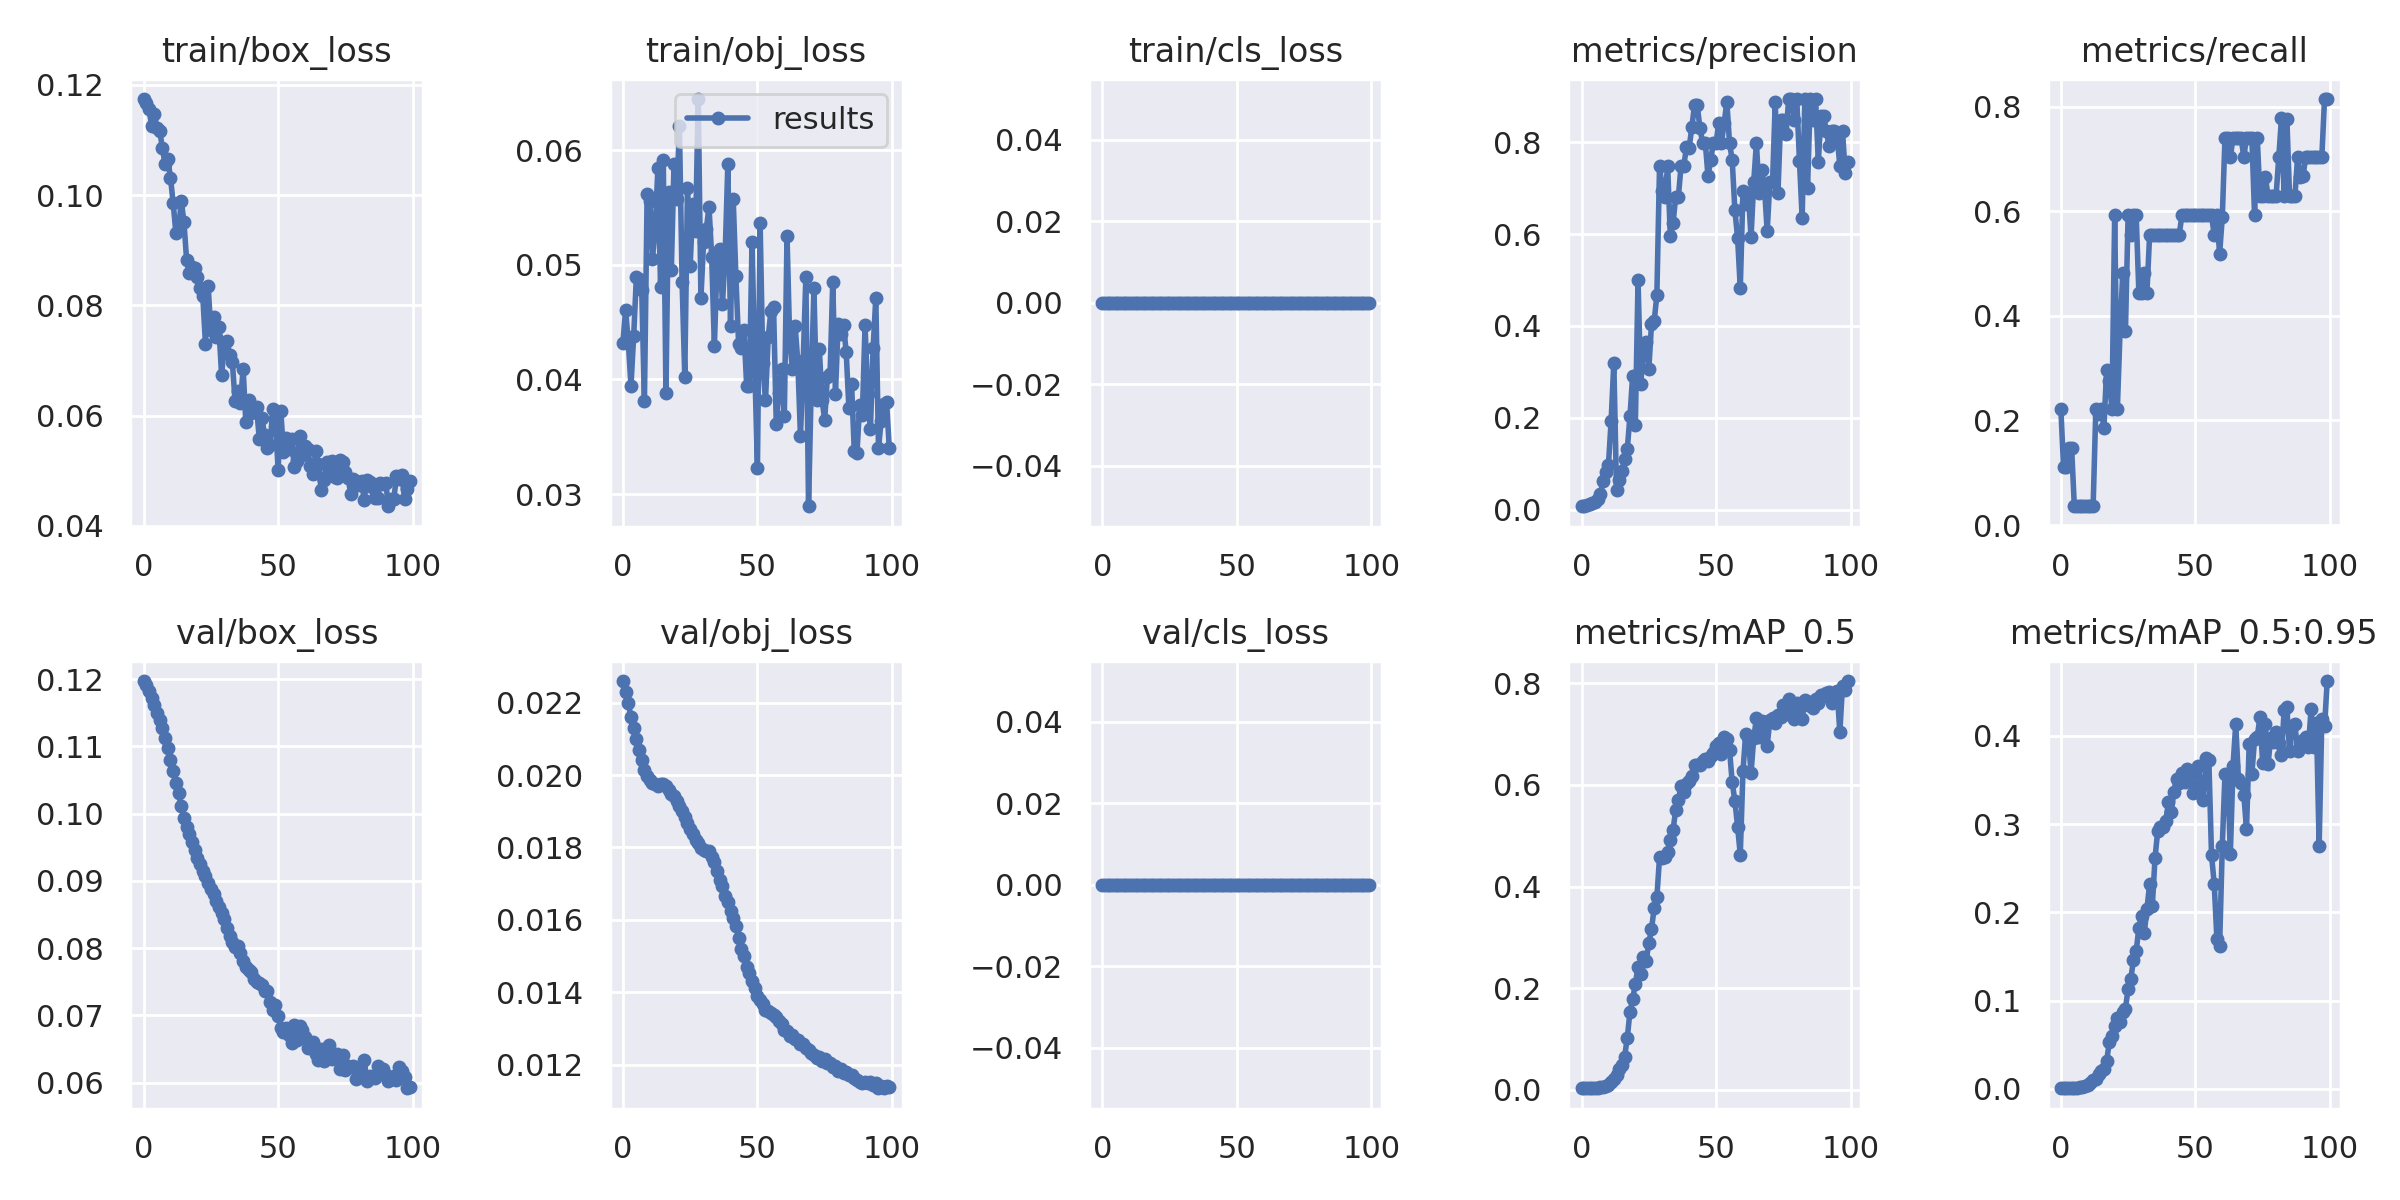 train/box_loss
0.12
0.10
0.08
0.06
0.04
0 50 100
train/obj_loss
results
0.06
0.05
0.04
0.03
0 50 100
train/cls_loss
0.04
0.02
0.00
−0.02
−0.04
0 50 100
metrics/precision
0.8
0.6
0.4
0.2
0.0
0 50 100
metrics/recall
0.8
0.6
0.4
0.2
0.0
0 50 100
val/box_loss
0.12
0.11
0.10
0.09
0.08
0.07
0.06
0 50 100
val/obj_loss
0.022
0.020
0.018
0.016
0.014
0.012
0 50 100
val/cls_loss
0.04
0.02
0.00
−0.02
−0.04
0 50 100
metrics/mAP_0.5
0.8
0.6
0.4
0.2
0.0
0 50 100
metrics/mAP_0.5:0.95
0.4
0.3
0.2
0.1
0.0
0 50 100